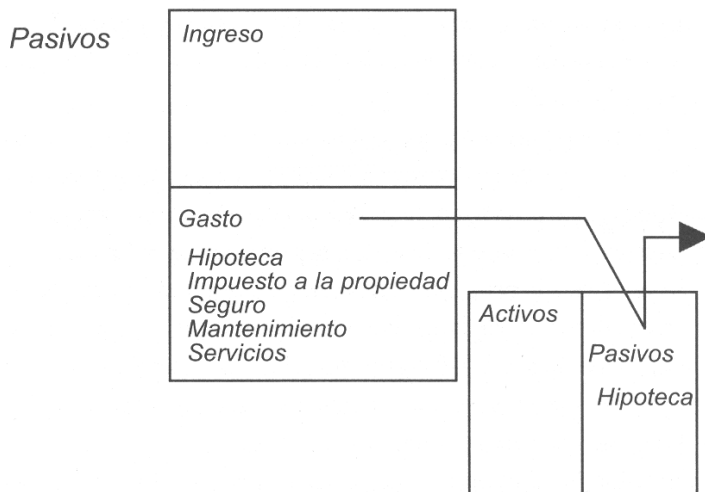 Pasivos
Ingreso
Gasto
Hipoteca
Impuesto a la propiedad
Seguro
Mantenimiento
Servicios
Activos
Pasivos
Hipoteca